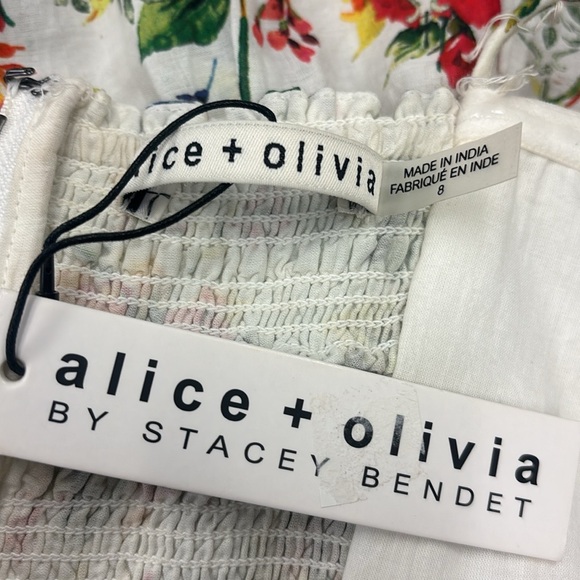 ice + olivia
MADE IN INDIA
FABRIQUÉ EN INDE
8
alice + olivia
BY STACEY BENDET